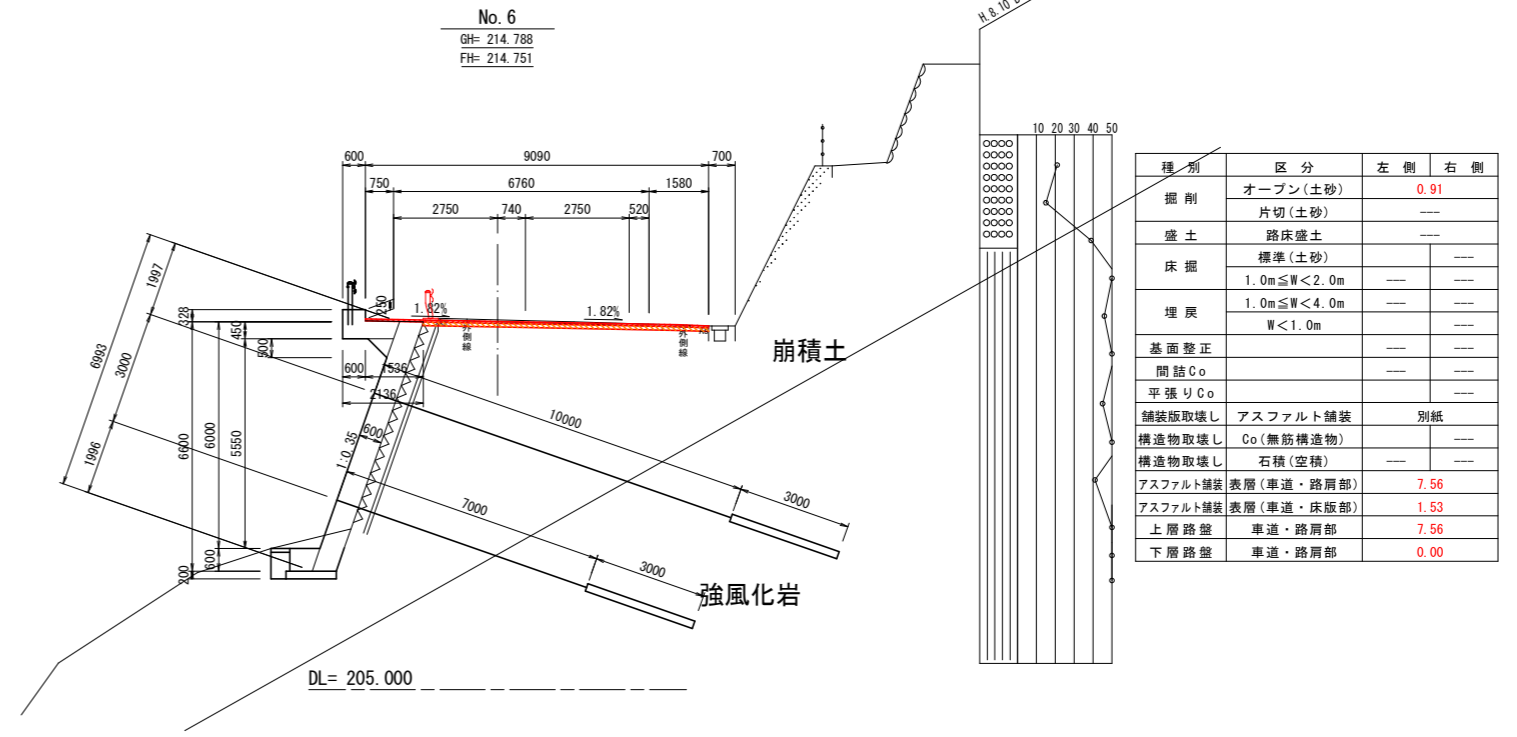 No. 6
GH= 214.788
FH= 214.751
H.8.10
600
9090
700
750
6760
1580
2750
740
2750
520
250
1.82%
1.82%
外側線
外側線
1997
328
450
500
6993
3000
600
1536
2136
6600
6000
5550
1996
600
1:0.35
10000
3000
7000
3000
600
200
崩積土
強風化岩
DL= 205.000
10 20 30 40 50
種 別 区 分 左 側 右 側
掘 削 オープン(土砂) 0.91
片切(土砂) ---
盛 土 路床盛土 ---
床 掘 標準(土砂) ---
1.0m≦W＜2.0m --- ---
埋 戻 1.0m≦W＜4.0m --- ---
W＜1.0m ---
基面整正 --- ---
間詰Co --- ---
平張りCo ---
舗装版取壊し アスファルト舗装 別紙
構造物取壊し Co(無筋構造物) ---
構造物取壊し 石積(空積) --- ---
アスファルト舗装 表層(車道・路肩部) 7.56
アスファルト舗装 表層(車道・床版部) 1.53
上層路盤 車道・路肩部 7.56
下層路盤 車道・路肩部 0.00